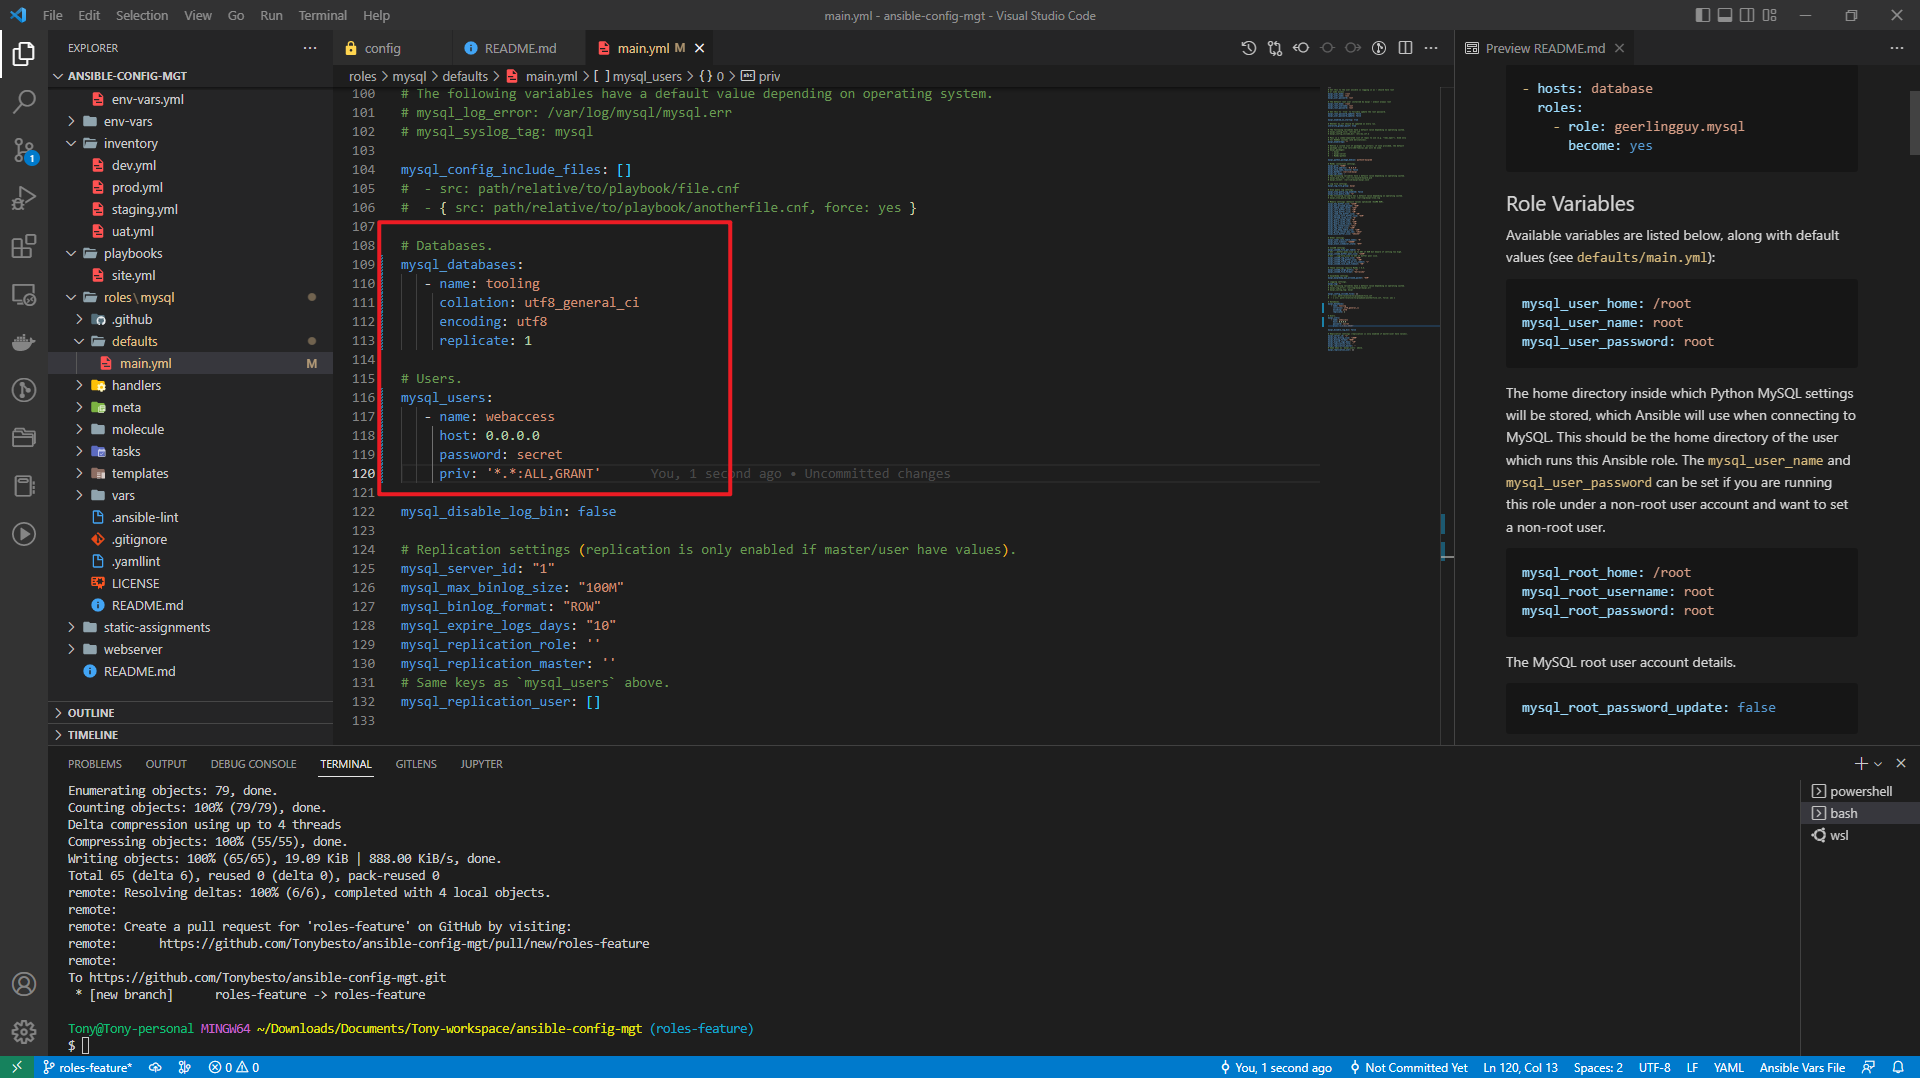 File Edit Selection View Go Run Terminal Help
main.yml - ansible-config-mgt - Visual Studio Code
EXPLORER
ANSIBLE-CONFIG-MGT
env-vars.yml
env-vars
inventory
dev.yml
prod.yml
staging.yml
uat.yml
playbooks
site.yml
roles\mysql
.github
defaults
main.yml M
handlers
meta
molecule
tasks
templates
vars
.ansible-lint
.gitignore
.yamllint
LICENSE
README.md
static-assignments
webserver
README.md
OUTLINE
TIMELINE
config README.md main.yml M
roles > mysql > defaults > main.yml > [ ] mysql_users > { } 0 > abc priv
100 # The following variables have a default value depending on operating system.
101 # mysql_log_error: /var/log/mysql/mysql.err
102 # mysql_syslog_tag: mysql
103
104 mysql_config_include_files: []
105 #  - src: path/relative/to/playbook/file.cnf
106 #  - { src: path/relative/to/playbook/anotherfile.cnf, force: yes }
107
108 # Databases.
109 mysql_databases:
110 - name: tooling
111 collation: utf8_general_ci
112 encoding: utf8
113 replicate: 1
114
115 # Users.
116 mysql_users:
117 - name: webaccess
118 host: 0.0.0.0
119 password: secret
120 priv: '*.*:ALL,GRANT' You, 1 second ago • Uncommitted changes
121
122 mysql_disable_log_bin: false
123
124 # Replication settings (replication is only enabled if master/user have values).
125 mysql_server_id: "1"
126 mysql_max_binlog_size: "100M"
127 mysql_binlog_format: "ROW"
128 mysql_expire_logs_days: "10"
129 mysql_replication_role: ''
130 mysql_replication_master: ''
131 # Same keys as `mysql_users` above.
132 mysql_replication_user: []
133
Preview README.md
- hosts: database
roles:
- role: geerlingguy.mysql
become: yes
Role Variables
Available variables are listed below, along with default
values (see defaults/main.yml):
mysql_user_home: /root
mysql_user_name: root
mysql_user_password: root
The home directory inside which Python MySQL settings
will be stored, which Ansible will use when connecting to
MySQL. This should be the home directory of the user
which runs this Ansible role. The mysql_user_name and
mysql_user_password can be set if you are running
this role under a non-root user account and want to set
a non-root user.
mysql_root_home: /root
mysql_root_username: root
mysql_root_password: root
The MySQL root user account details.
mysql_root_password_update: false
PROBLEMS OUTPUT DEBUG CONSOLE TERMINAL GITLENS JUPYTER
Enumerating objects: 79, done.
Counting objects: 100% (79/79), done.
Delta compression using up to 4 threads
Compressing objects: 100% (55/55), done.
Writing objects: 100% (65/65), 19.09 KiB | 888.00 KiB/s, done.
Total 65 (delta 6), reused 0 (delta 0), pack-reused 0
remote: Resolving deltas: 100% (6/6), completed with 4 local objects.
remote:
remote: Create a pull request for 'roles-feature' on GitHub by visiting:
remote:      https://github.com/Tonybesto/ansible-config-mgt/pull/new/roles-feature
remote:
To https://github.com/Tonybesto/ansible-config-mgt.git
* [new branch]      roles-feature -> roles-feature
Tony@Tony-personal MINGW64 ~/Downloads/Documents/Tony-workspace/ansible-config-mgt (roles-feature)
$
powershell
bash
wsl
1
roles-feature* 0 0 You, 1 second ago Not Committed Yet Ln 120, Col 13 Spaces: 2 UTF-8 LF YAML Ansible Vars File